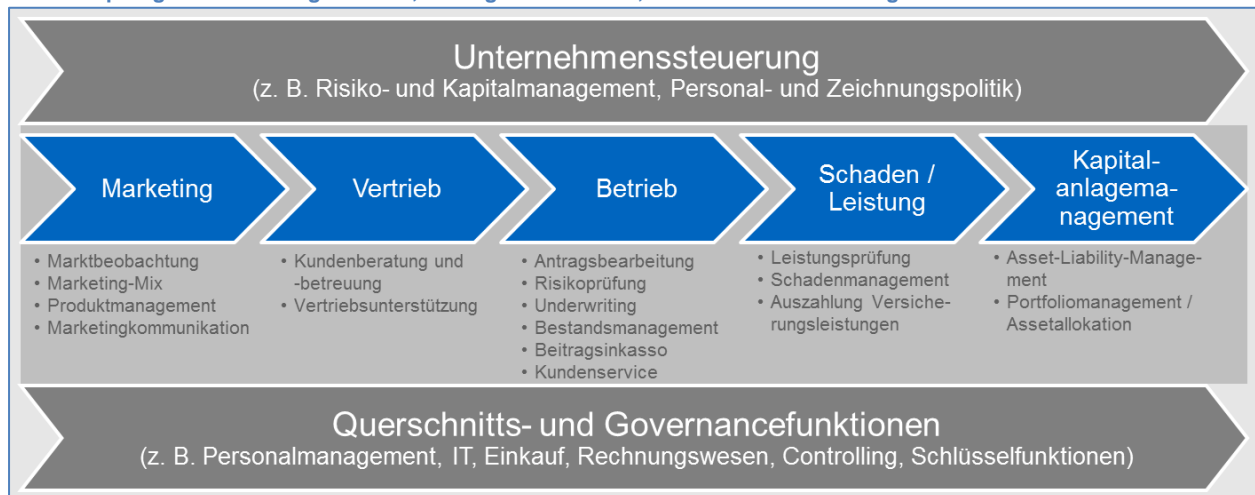 Unternehmenssteuerung
(z. B. Risiko- und Kapitalmanagement, Personal- und Zeichnungspolitik)
Marketing
• Marktbeobachtung
• Marketing-Mix
• Produktmanagement
• Marketingkommunikation
Vertrieb
• Kundenberatung und
-betreuung
• Vertriebsunterstützung
Betrieb
• Antragsbearbeitung
• Risikoprüfung
• Underwriting
• Bestandsmanagement
• Beitragsinkasso
• Kundenservice
Schaden /
Leistung
• Leistungsprüfung
• Schadenmanagement
• Auszahlung Versiche-
rungsleistungen
Kapital-
anlagema-
nagement
• Asset-Liability-Manage-
ment
• Portfoliomanagement /
Assetallokation
Querschnitts- und Governancefunktionen
(z. B. Personalmanagement, IT, Einkauf, Rechnungswesen, Controlling, Schlüsselfunktionen)